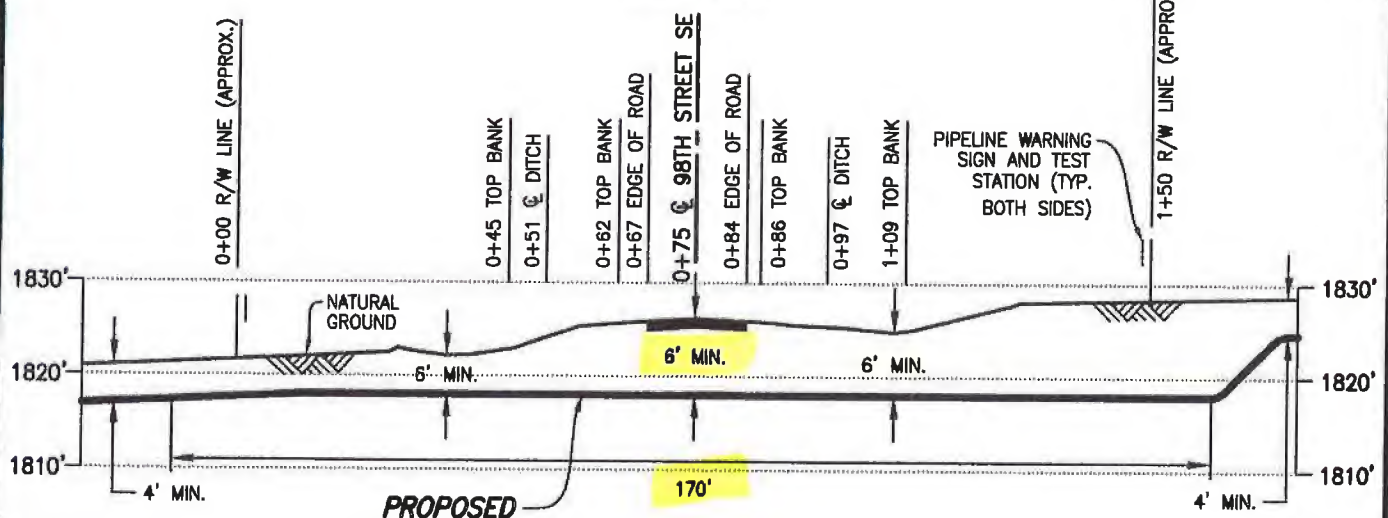 0+00 R/W LINE (APPROX.)
0+45 TOP BANK
0+51 ℄ DITCH
0+62 TOP BANK
0+67 EDGE OF ROAD
0+75 ℄ 98TH STREET SE
0+84 EDGE OF ROAD
0+86 TOP BANK
0+97 ℄ DITCH
1+09 TOP BANK
PIPELINE WARNING
SIGN AND TEST
STATION (TYP.
BOTH SIDES)
1+50 R/W LINE (APPRO
1830'
1830'
NATURAL
GROUND
1820'
6' MIN.
6' MIN.
6' MIN.
1820'
1810'
4' MIN.
170'
4' MIN.
1810'
PROPOSED